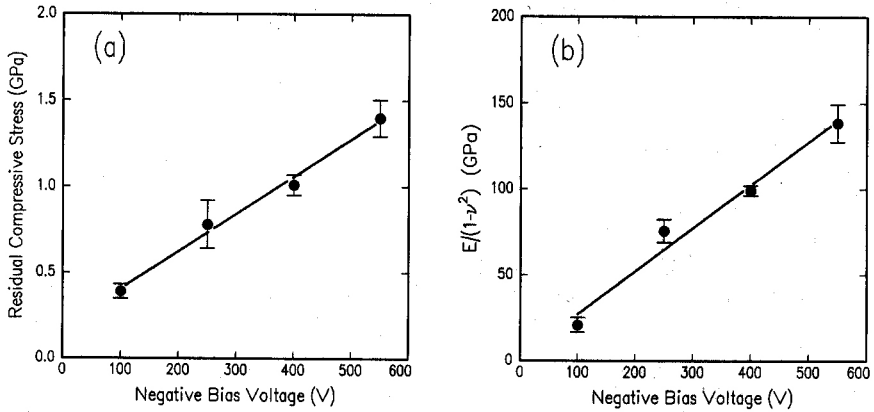 (a)
Residual Compressive Stress (GPa)
2.0
1.5
1.0
0.5
0.0
0 100 200 300 400 500 600
Negative Bias Voltage (V)
(b)
E/(1-ν²) (GPa)
200
150
100
50
0
0 100 200 300 400 500 600
Negative Bias Voltage (V)